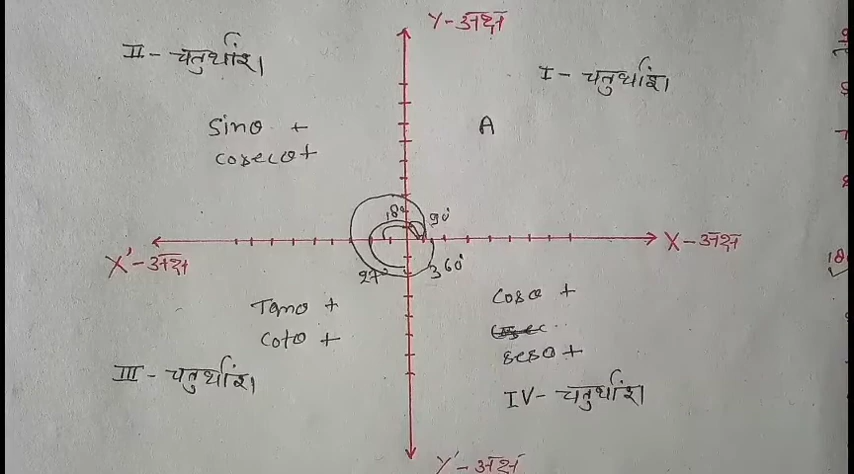 Y-अक्ष
II - चतुर्थांश।
I - चतुर्थांश।
sinθ +
cosecθ +
A
180
90°
X'-अक्ष
X-अक्ष
270
360°
Tanθ +
cotθ +
cosθ +
secθ +
III - चतुर्थांश।
IV - चतुर्थांश।
Y'-अक्ष